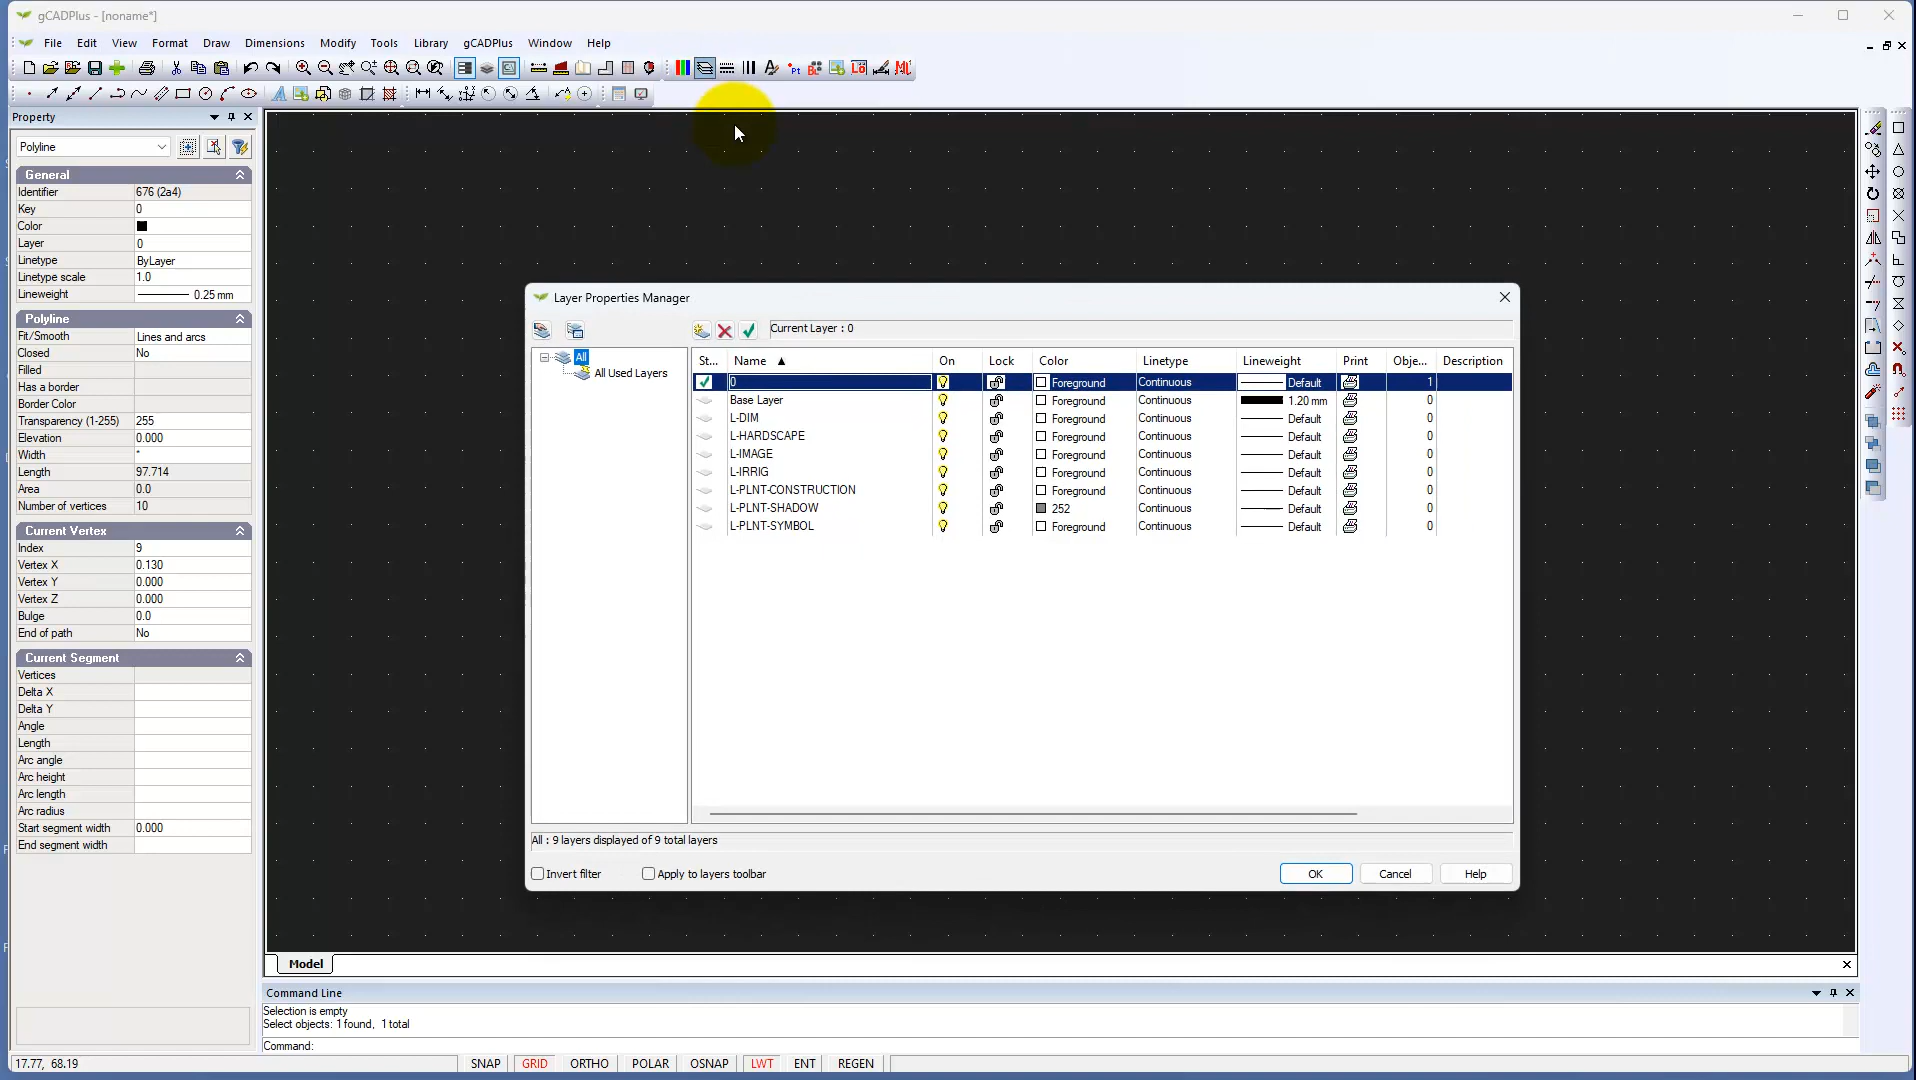 gCADPlus - [noname*]
File Edit View Format Draw Dimensions Modify Tools Library gCADPlus Window Help
Property
Polyline
General
Identifier 676 (2a4)
Key 0
Color
Layer 0
Linetype ByLayer
Linetype scale 1.0
Lineweight 0.25 mm
Polyline
Fit/Smooth Lines and arcs
Closed No
Filled
Has a border
Border Color
Transparency (1-255) 255
Elevation 0.000
Width *
Length 97.714
Area 0.0
Number of vertices 10
Current Vertex
Index 9
Vertex X 0.130
Vertex Y 0.000
Vertex Z 0.000
Bulge 0.0
End of path No
Current Segment
Vertices
Delta X
Delta Y
Angle
Length
Arc angle
Arc height
Arc length
Arc radius
Start segment width 0.000
End segment width
Layer Properties Manager
Current Layer : 0
All
All Used Layers
St... Name On Lock Color Linetype Lineweight Print Obje... Description
0 Foreground Continuous Default 1
Base Layer Foreground Continuous 1.20 mm 0
L-DIM Foreground Continuous Default 0
L-HARDSCAPE Foreground Continuous Default 0
L-IMAGE Foreground Continuous Default 0
L-IRRIG Foreground Continuous Default 0
L-PLNT-CONSTRUCTION Foreground Continuous Default 0
L-PLNT-SHADOW 252 Continuous Default 0
L-PLNT-SYMBOL Foreground Continuous Default 0
All : 9 layers displayed of 9 total layers
Invert filter Apply to layers toolbar OK Cancel Help
Model
Command Line
Selection is empty
Select objects: 1 found, 1 total
Command:
17.77, 68.19 SNAP GRID ORTHO POLAR OSNAP LWT ENT REGEN